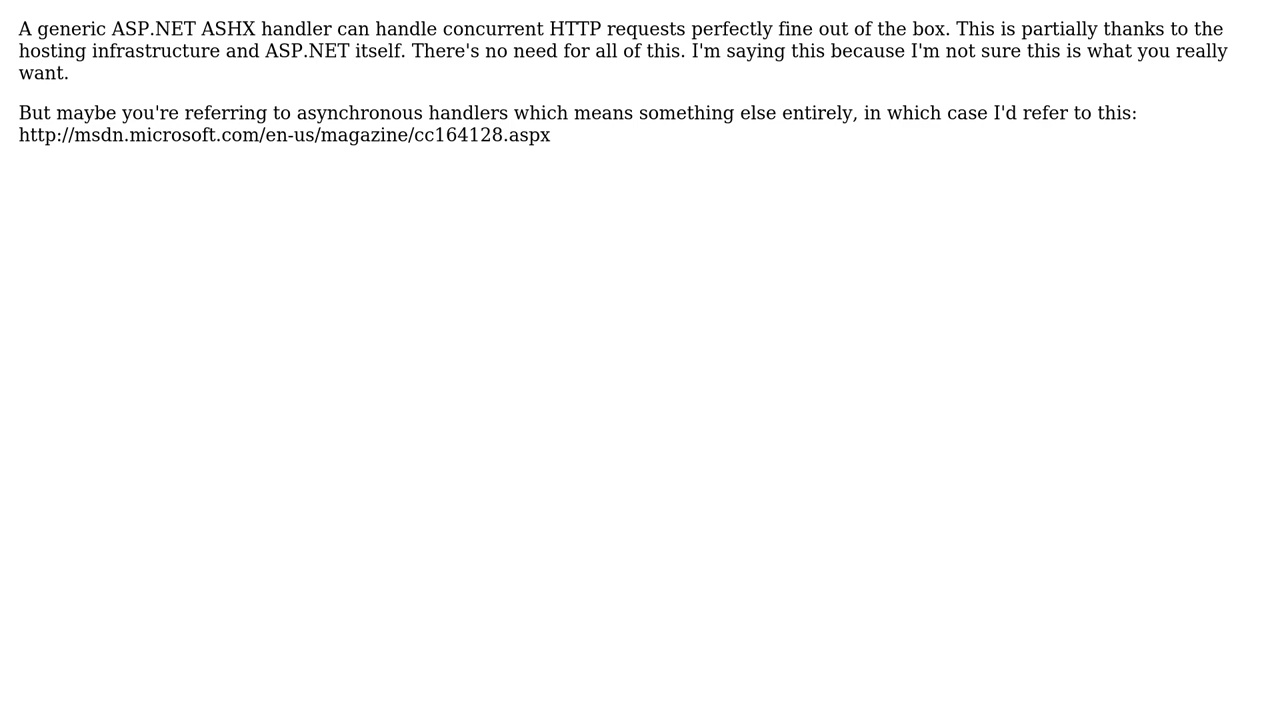 A generic ASP.NET ASHX handler can handle concurrent HTTP requests perfectly fine out of the box. This is partially thanks to the
hosting infrastructure and ASP.NET itself. There's no need for all of this. I'm saying this because I'm not sure this is what you really
want.
But maybe you're referring to asynchronous handlers which means something else entirely, in which case I'd refer to this:
http://msdn.microsoft.com/en-us/magazine/cc164128.aspx